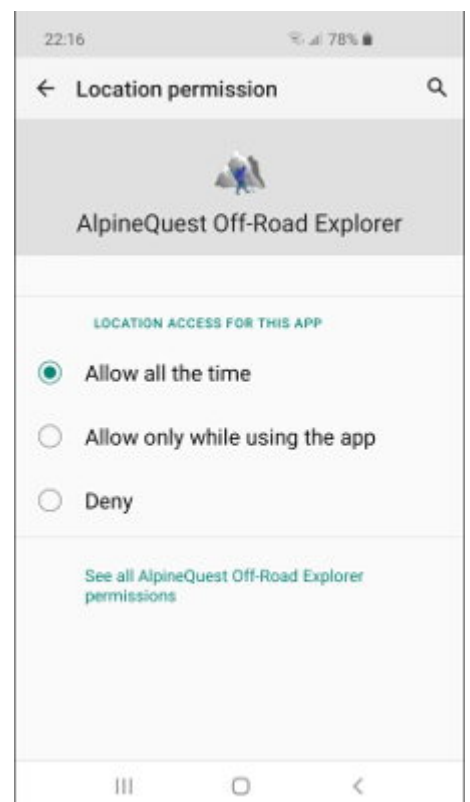 22:16 78%
Location permission
AlpineQuest Off-Road Explorer
LOCATION ACCESS FOR THIS APP
Allow all the time
Allow only while using the app
Deny
See all AlpineQuest Off-Road Explorer
permissions